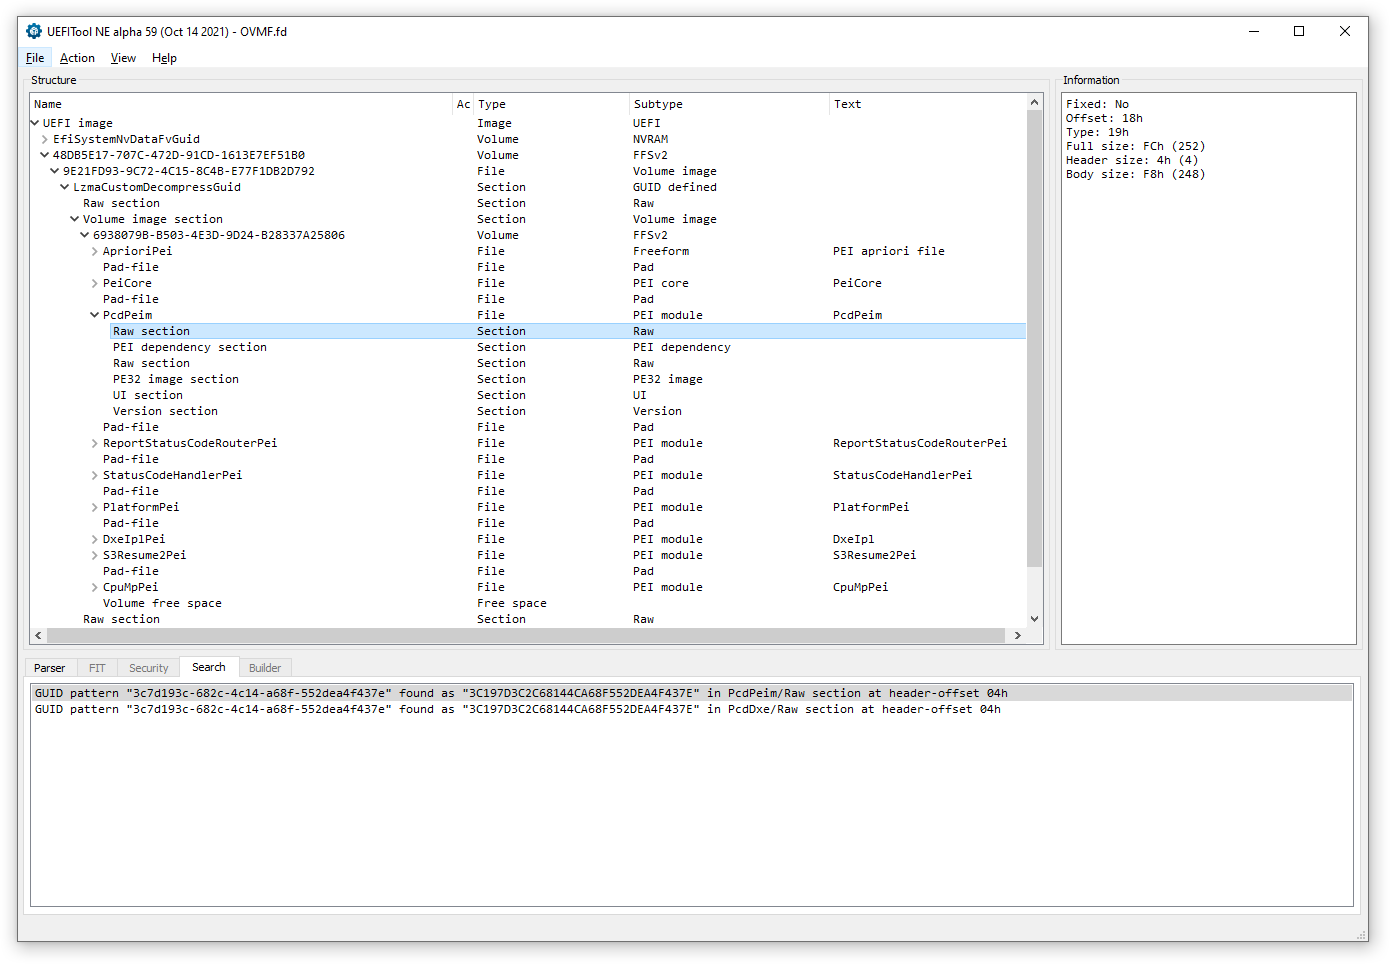 UEFITool NE alpha 59 (Oct 14 2021) - OVMF.fd
File Action View Help
Structure
Name Ac Type Subtype Text
UEFI image Image UEFI
EfiSystemNvDataFvGuid Volume NVRAM
48DB5E17-707C-472D-91CD-1613E7EF51B0 Volume FFSv2
9E21FD93-9C72-4C15-8C4B-E77F1DB2D792 File Volume image
LzmaCustomDecompressGuid Section GUID defined
Raw section Section Raw
Volume image section Section Volume image
6938079B-B503-4E3D-9D24-B28337A25806 Volume FFSv2
AprioriPei File Freeform PEI apriori file
Pad-file File Pad
PeiCore File PEI core PeiCore
Pad-file File Pad
PcdPeim File PEI module PcdPeim
Raw section Section Raw
PEI dependency section Section PEI dependency
Raw section Section Raw
PE32 image section Section PE32 image
UI section Section UI
Version section Section Version
Pad-file File Pad
ReportStatusCodeRouterPei File PEI module ReportStatusCodeRouterPei
Pad-file File Pad
StatusCodeHandlerPei File PEI module StatusCodeHandlerPei
Pad-file File Pad
PlatformPei File PEI module PlatformPei
Pad-file File Pad
DxeIplPei File PEI module DxeIpl
S3Resume2Pei File PEI module S3Resume2Pei
Pad-file File Pad
CpuMpPei File PEI module CpuMpPei
Volume free space Free space
Raw section Section Raw
Information
Fixed: No
Offset: 18h
Type: 19h
Full size: FCh (252)
Header size: 4h (4)
Body size: F8h (248)
Parser FIT Security Search Builder
GUID pattern "3c7d193c-682c-4c14-a68f-552dea4f437e" found as "3C197D3C2C68144CA68F552DEA4F437E" in PcdPeim/Raw section at header-offset 04h
GUID pattern "3c7d193c-682c-4c14-a68f-552dea4f437e" found as "3C197D3C2C68144CA68F552DEA4F437E" in PcdDxe/Raw section at header-offset 04h